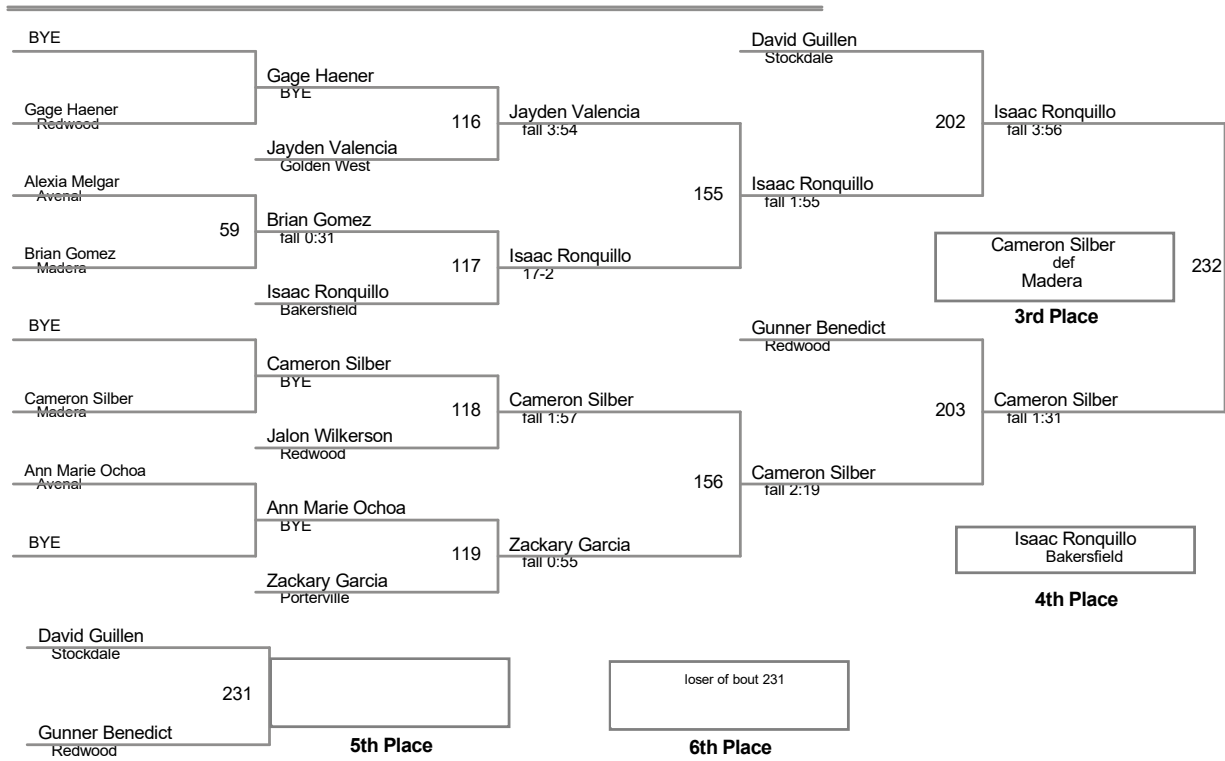 BYE
Gage Haener
Redwood
Alexia Melgar
Avenal
59
Brian Gomez
Madera
BYE
Cameron Silber
Madera
Ann Marie Ochoa
Avenal
BYE
Gage Haener
BYE
116
Jayden Valencia
Golden West
Brian Gomez
fall 0:31
117
Isaac Ronquillo
Bakersfield
Cameron Silber
BYE
118
Jalon Wilkerson
Redwood
Ann Marie Ochoa
BYE
119
Zackary Garcia
Porterville
Jayden Valencia
fall 3:54
155
Isaac Ronquillo
17-2
Cameron Silber
fall 1:57
156
Zackary Garcia
fall 0:55
David Guillen
Stockdale
202
Isaac Ronquillo
fall 1:55
Gunner Benedict
Redwood
203
Cameron Silber
fall 2:19
Isaac Ronquillo
fall 3:56
232
Cameron Silber
fall 1:31
Cameron Silber
def
Madera
3rd Place
Isaac Ronquillo
Bakersfield
4th Place
David Guillen
Stockdale
231
Gunner Benedict
Redwood
5th Place
loser of bout 231
6th Place